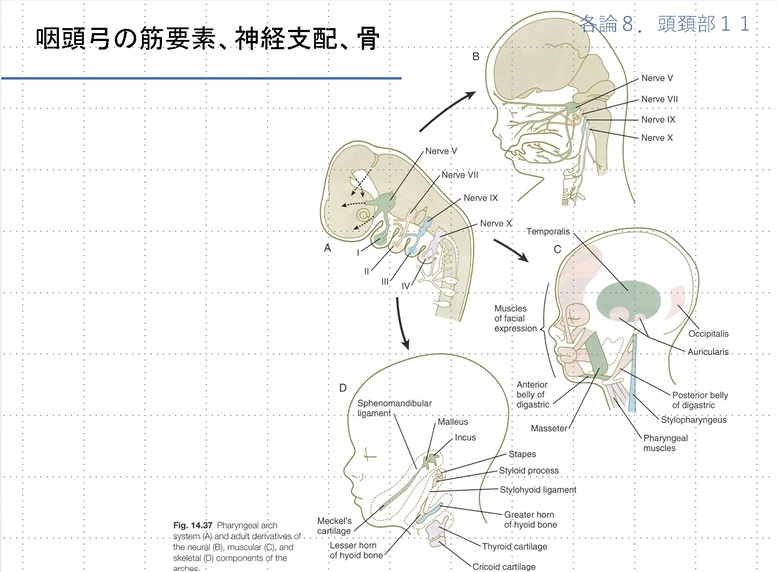 咽頭弓の筋要素、神経支配、骨
各論８．頭頚部１１
B
Nerve V
Nerve VII
Nerve IX
Nerve X
Nerve V
Nerve VII
Nerve IX
Nerve X
A
I
II
III
IV
Temporalis
C
Muscles
of facial
expression
Occipitalis
Auricularis
Anterior
belly of
digastric
Masseter
Posterior belly
of digastric
Stylopharyngeus
Pharyngeal
muscles
D
Sphenomandibular
ligament
Malleus
Incus
Stapes
Styloid process
Stylohyoid ligament
Greater horn
of hyoid bone
Meckel's
cartilage
Lesser horn
of hyoid bone
Thyroid cartilage
Cricoid cartilage
Fig. 14.37 Pharyngeal arch
system (A) and adult derivatives of
the neural (B), muscular (C), and
skeletal (D) components of the
arches.